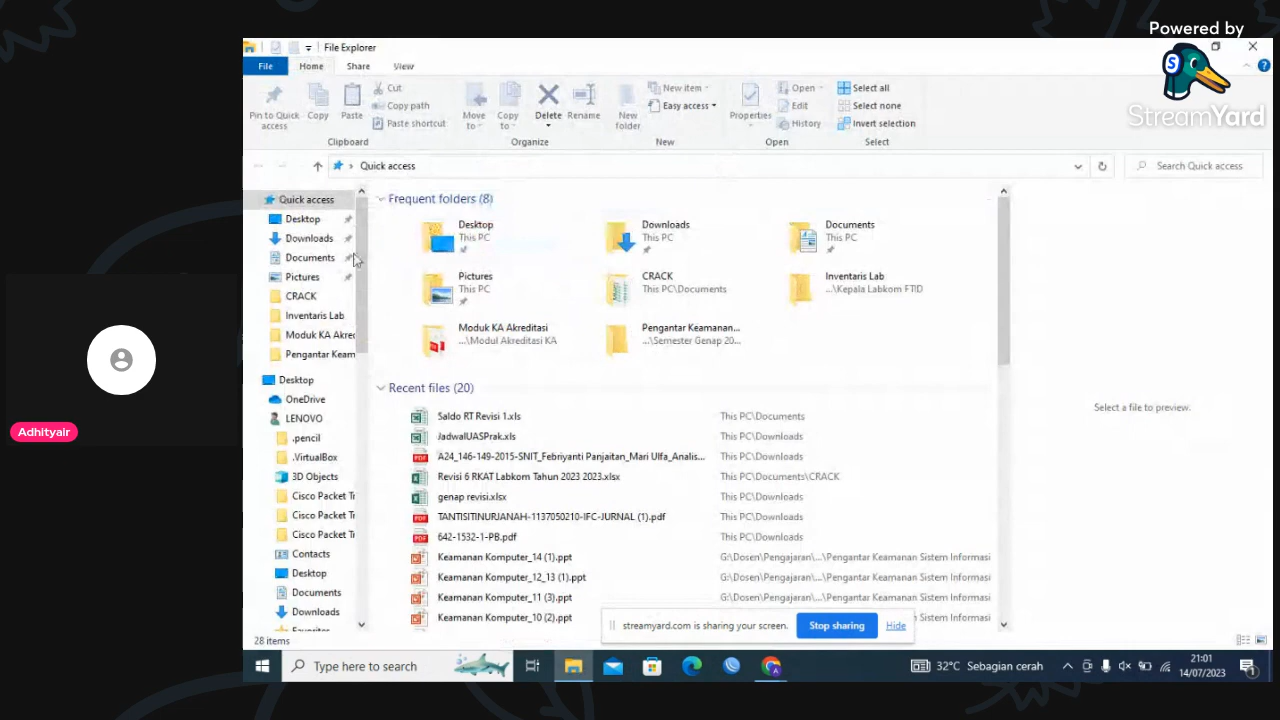 Powered by
StreamYard
File Explorer
File Home Share View
Pin to Quick access
Copy
Paste
Cut
Copy path
Paste shortcut
Clipboard
Move to
Copy to
Delete
Rename
Organize
New folder
New item
Easy access
New
Properties
Open
Edit
History
Open
Select all
Select none
Invert selection
Select
Quick access
Search Quick access
Quick access
Desktop
Downloads
Documents
Pictures
CRACK
Inventaris Lab
Moduk KA Akrec
Pengantar Keam
Desktop
OneDrive
LENOVO
.pencil
.VirtualBox
3D Objects
Cisco Packet Tr
Cisco Packet Tr
Cisco Packet Tr
Contacts
Desktop
Documents
Downloads
Frequent folders (8)
Desktop
This PC
Downloads
This PC
Documents
This PC
Pictures
This PC
CRACK
This PC\Documents
Inventaris Lab
...\Kepala Labkom FTID
Moduk KA Akreditasi
...\Modul Akreditasi KA
Pengantar Keamanan...
...\Semester Genap 20...
Recent files (20)
Saldo RT Revisi 1.xls This PC\Documents
JadwalUASPrak.xls This PC\Downloads
A24_146-149-2015-SNIT_Febriyanti Panjaitan_Mari Ulfa_Analis... This PC\Downloads
Revisi 6 RKAT Labkom Tahun 2023 2023.xlsx This PC\Documents\CRACK
genap revisi.xlsx This PC\Downloads
TANTISITINURJANAH-1137050210-IFC-JURNAL (1).pdf This PC\Downloads
642-1532-1-PB.pdf This PC\Downloads
Keamanan Komputer_14 (1).ppt G:\Dosen\Pengajaran\...\Pengantar Keamanan Sistem Informasi
Keamanan Komputer_12_13 (1).ppt G:\Dosen\Pengajaran\...\Pengantar Keamanan Sistem Informasi
Keamanan Komputer_11 (3).ppt G:\Dosen\Pengajaran\...\Pengantar Keamanan Sistem Informasi
Keamanan Komputer_10 (2).ppt G:\Dosen\Pengajaran\...\Pengantar Keamanan Sistem Informasi
Select a file to preview.
streamyard.com is sharing your screen. Stop sharing Hide
28 items
Type here to search
32°C Sebagian cerah
21:01
14/07/2023
1
Adhityair